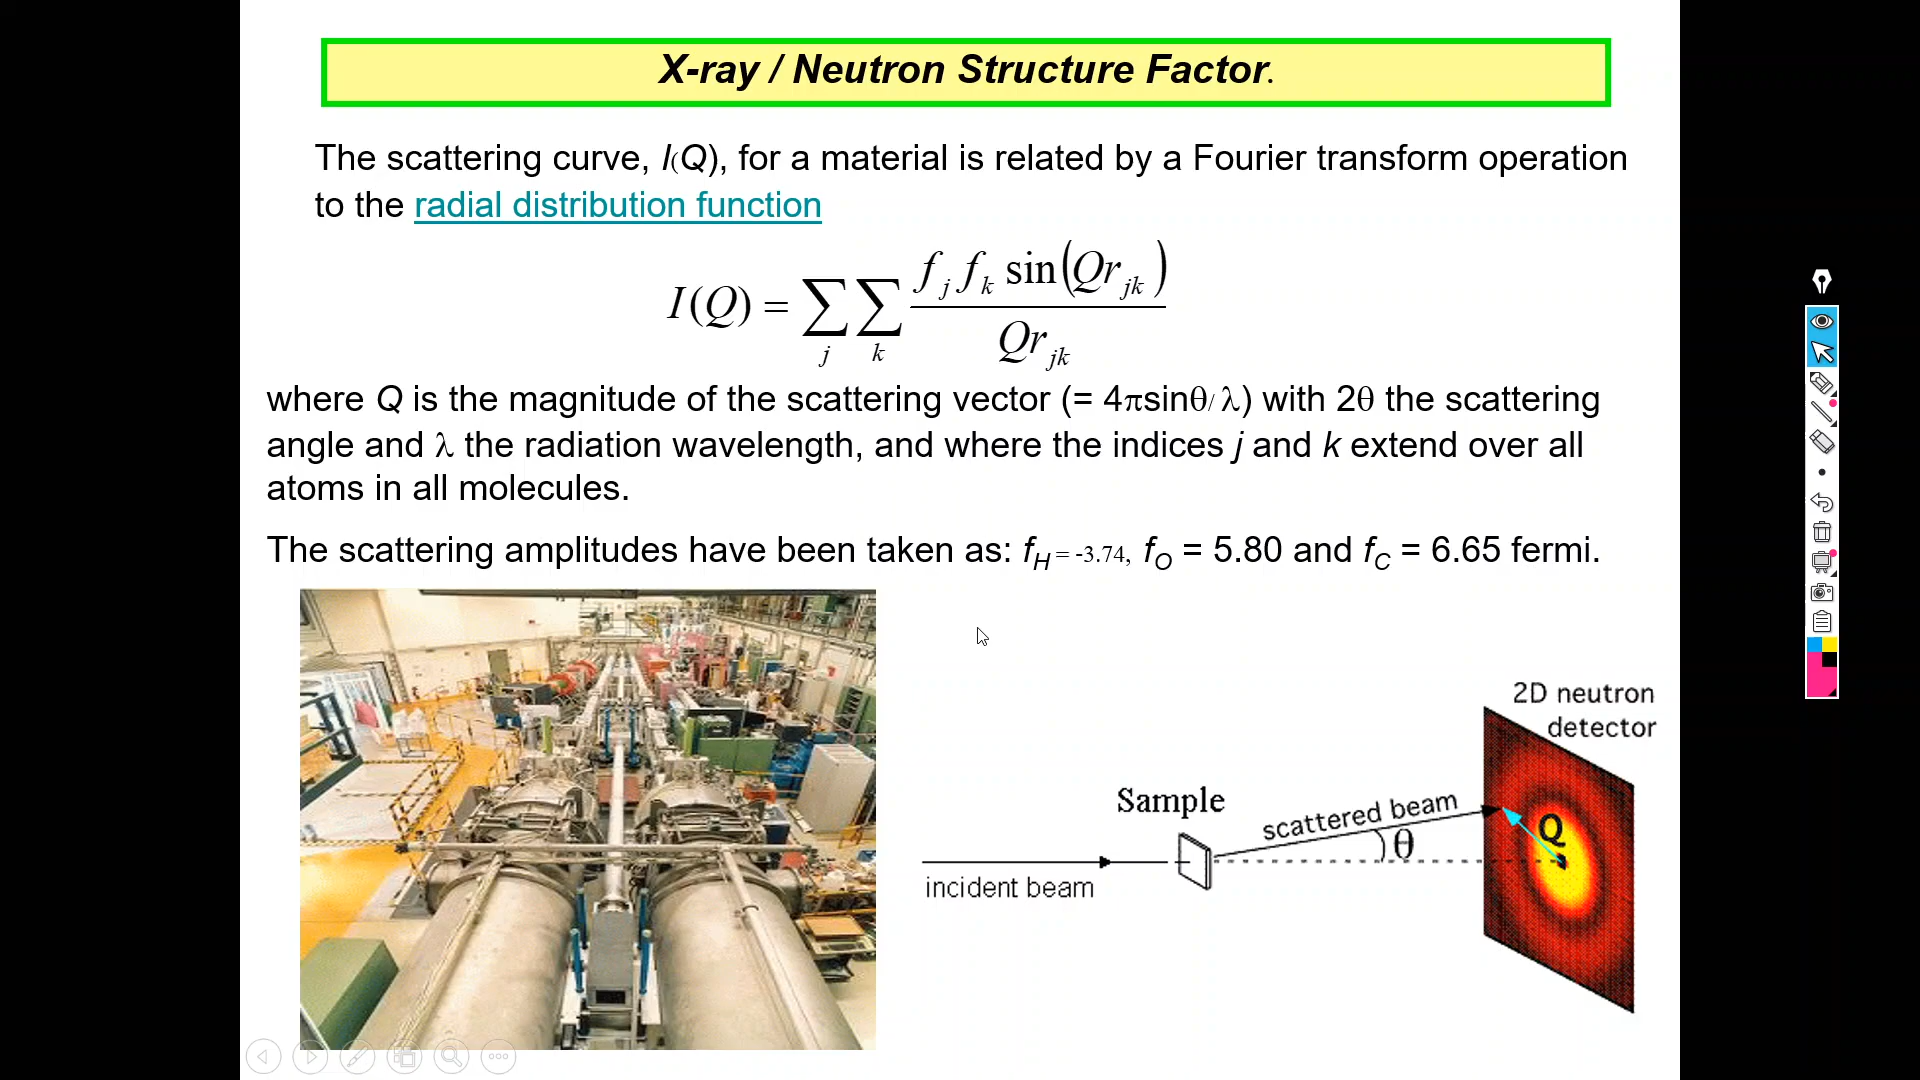 X-ray / Neutron Structure Factor.
The scattering curve, I(Q), for a material is related by a Fourier transform operation
to the radial distribution function
I(Q) = ∑_j ∑_k f_j f_k sin(Qr_jk) / Qr_jk
where Q is the magnitude of the scattering vector (= 4πsinθ/ λ) with 2θ the scattering
angle and λ the radiation wavelength, and where the indices j and k extend over all
atoms in all molecules.
The scattering amplitudes have been taken as: f_H = -3.74, f_O = 5.80 and f_C = 6.65 fermi.
2D neutron
detector
Sample
scattered beam
Q
θ
incident beam